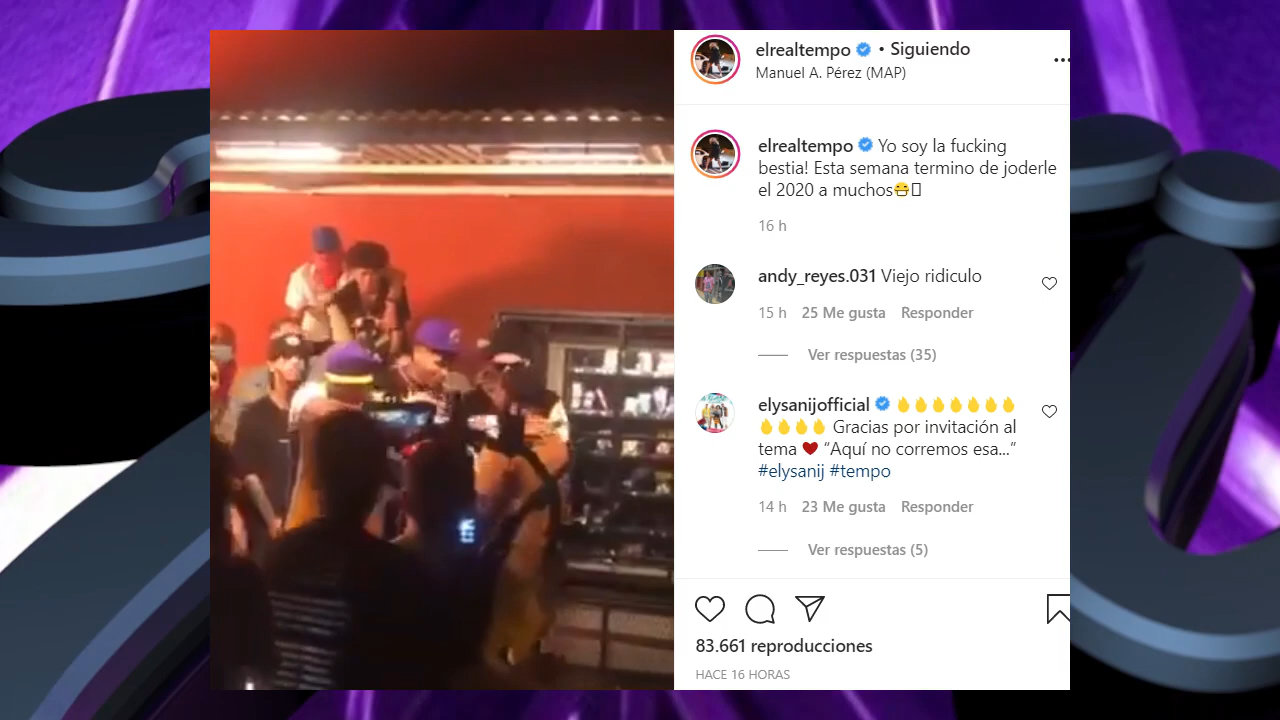 elrealtempo • Siguiendo
Manuel A. Pérez (MAP)
elrealtempo Yo soy la fucking
bestia! Esta semana termino de joderle
el 2020 a muchos😷
16 h
andy_reyes.031 Viejo ridiculo
15 h 25 Me gusta Responder
Ver respuestas (35)
elysanijofficial 🔥🔥🔥🔥🔥🔥🔥
🔥🔥🔥🔥 Gracias por invitación al
tema ❤️ “Aquí no corremos esa...”
#elysanij #tempo
14 h 23 Me gusta Responder
Ver respuestas (5)
83.661 reproducciones
HACE 16 HORAS